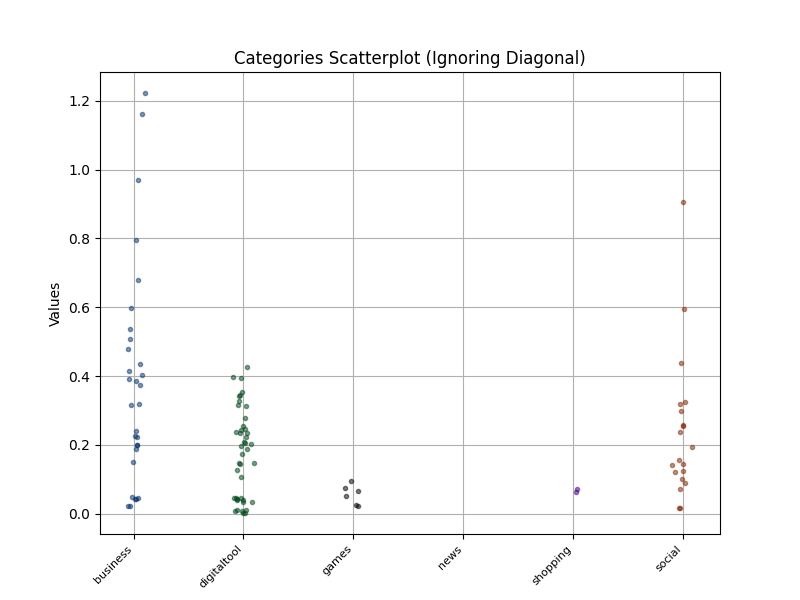 Categories Scatterplot (Ignoring Diagonal)
Values
1.2
1.0
0.8
0.6
0.4
0.2
0.0
business
digitaltool
games
news
shopping
social